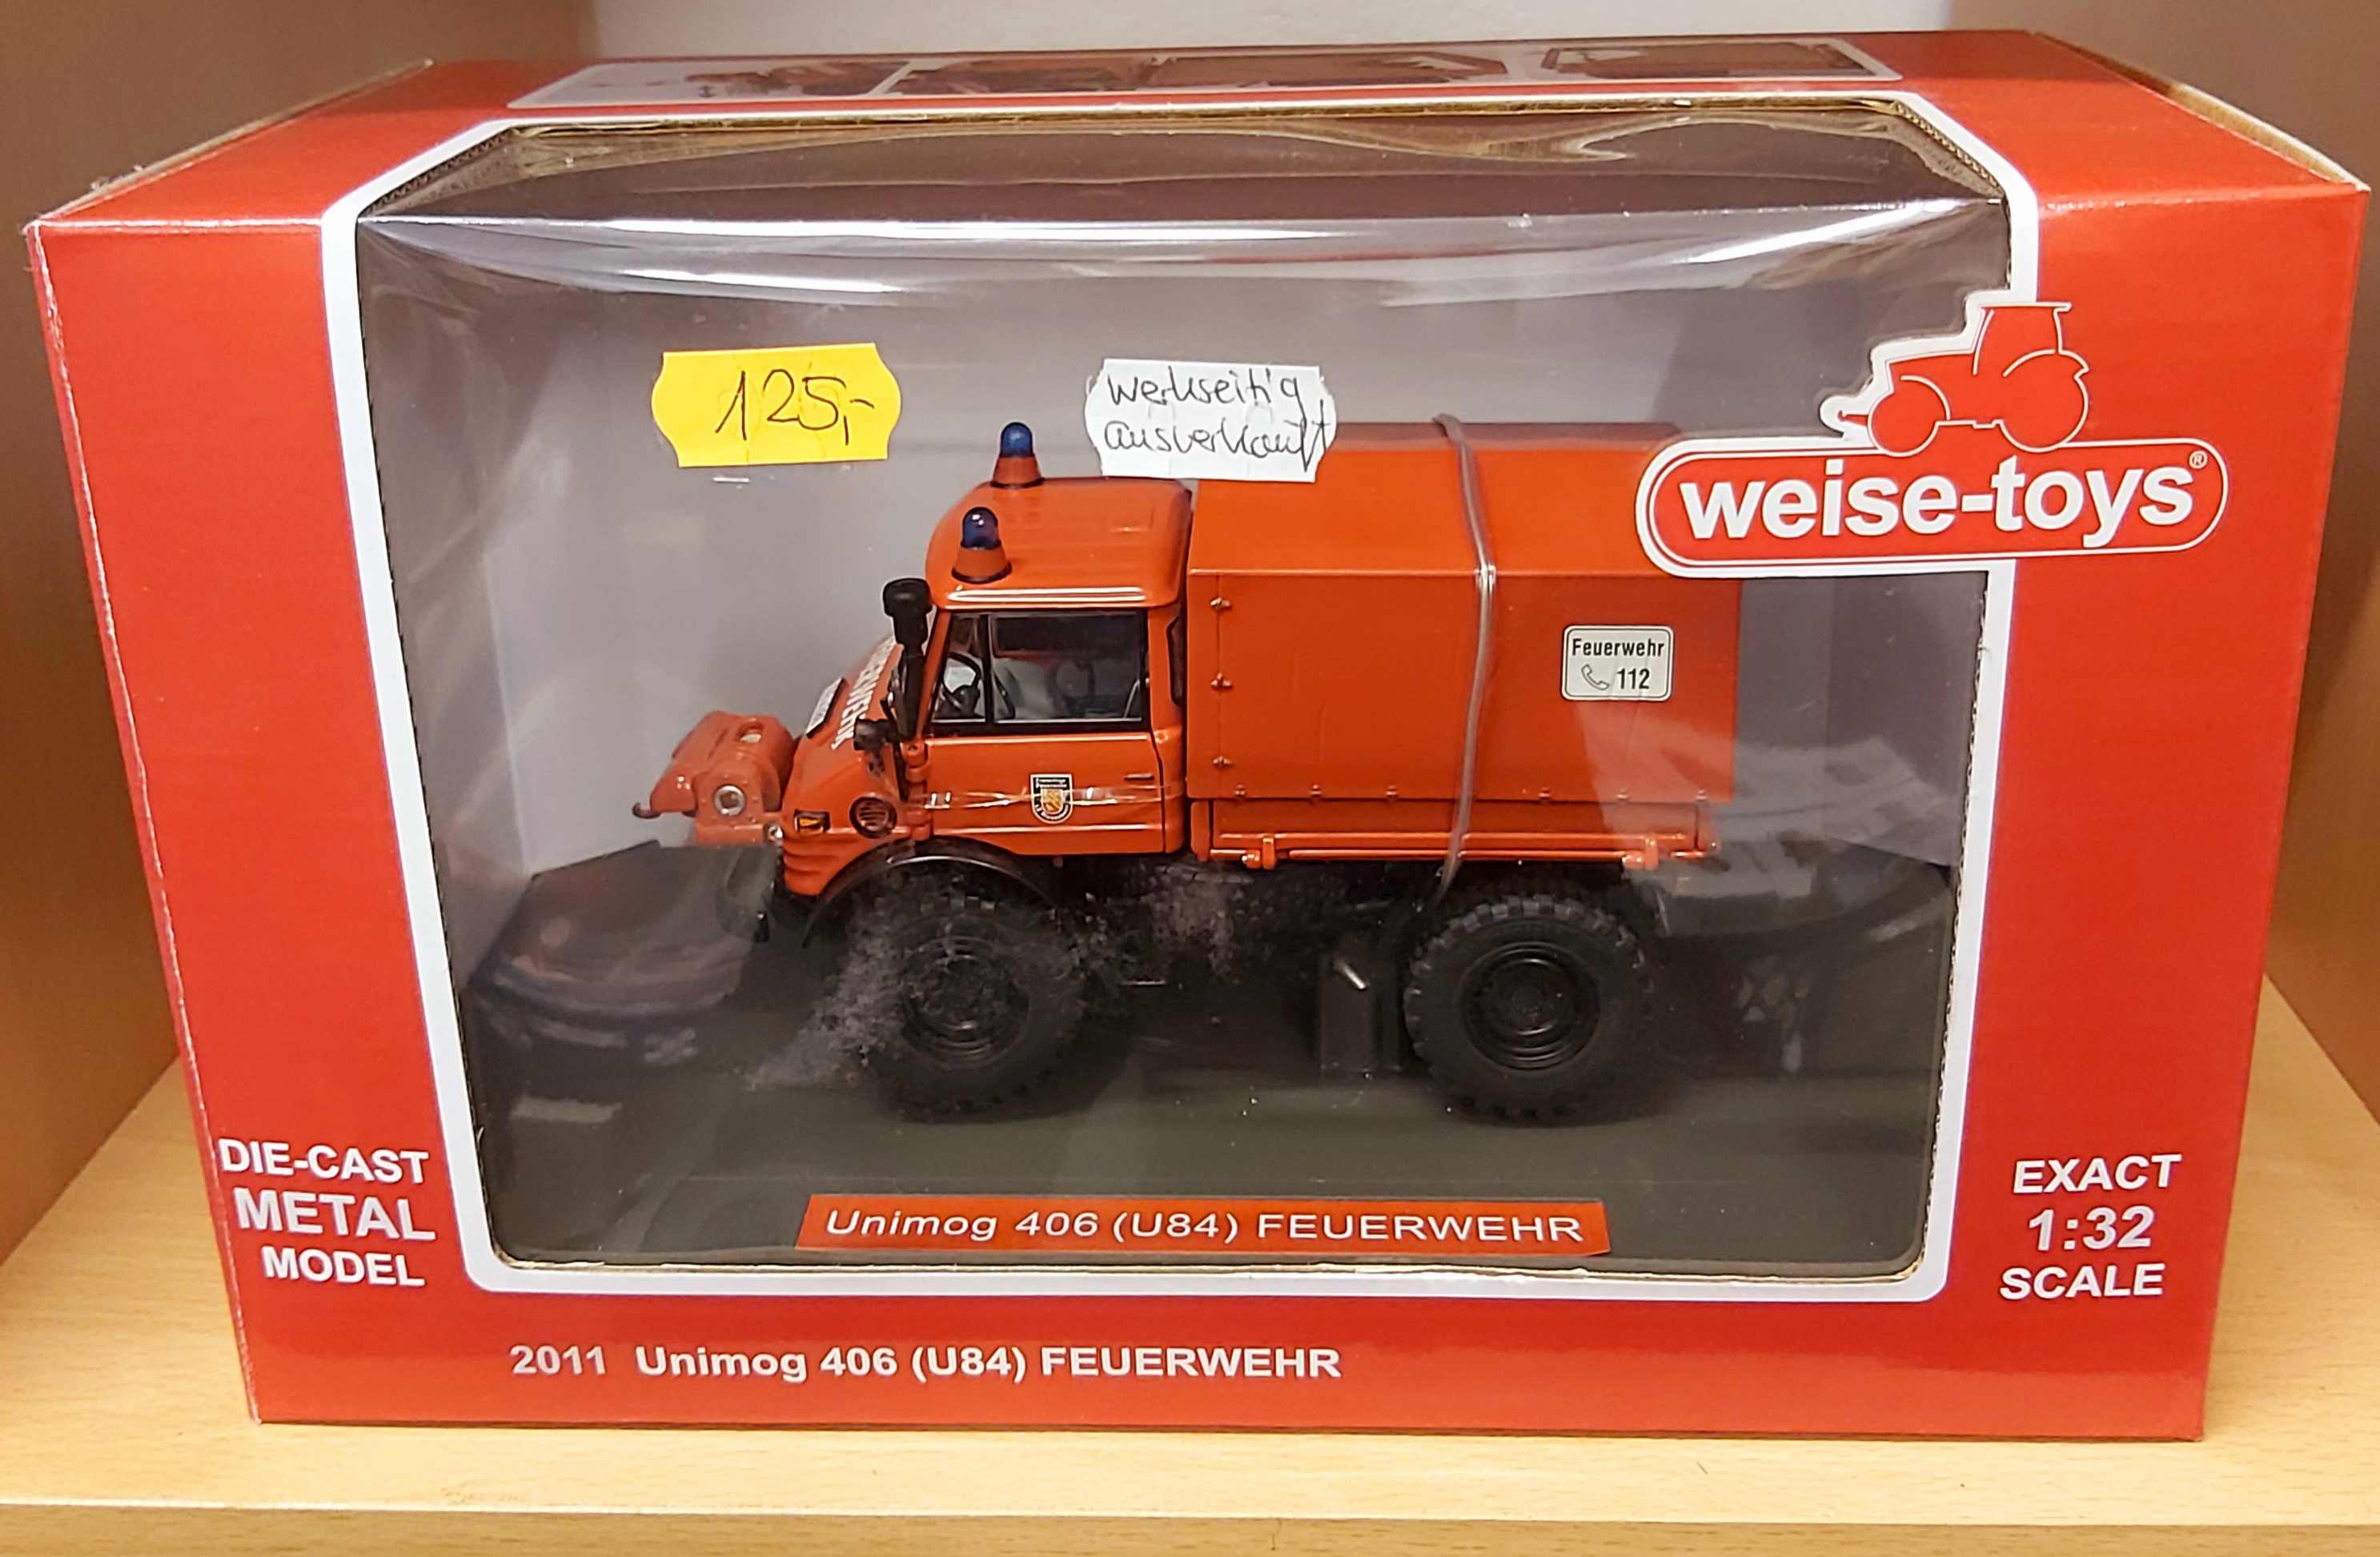 125,-
werkseitig
ausverkauft
weise-toys®
Feuerwehr
112
DIE-CAST
METAL
MODEL
EXACT
1:32
SCALE
Unimog 406 (U84) FEUERWEHR
2011 Unimog 406 (U84) FEUERWEHR